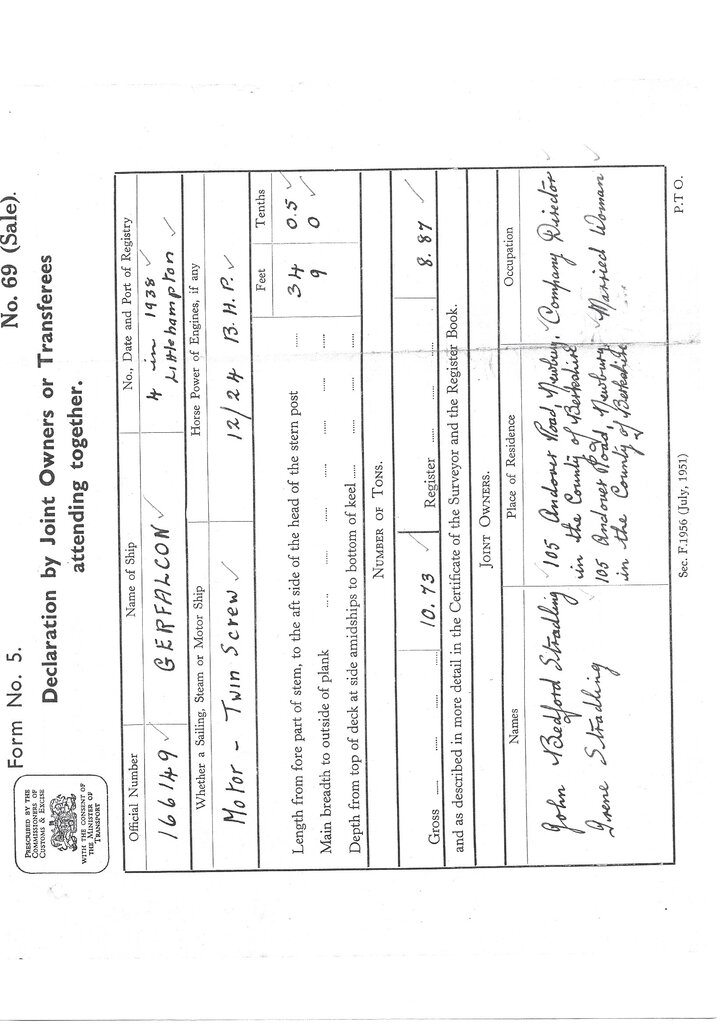 Form No. 5.
No. 69 (Sale).
PRESCRIBED BY THE
COMMISSIONERS OF
CUSTOMS & EXCISE
WITH THE CONSENT OF
THE MINISTER OF
TRANSPORT
Declaration by Joint Owners or Transferees
attending together.
Official Number
Name of Ship
No., Date and Port of Registry
166149
GERFALCON
4 in 1938
Littlehampton
Whether a Sailing, Steam or Motor Ship
Horse Power of Engines, if any
Motor - Twin Screw
12/24 B.H.P.
Feet Tenths
Length from fore part of stem, to the aft side of the head of the stern post ...... 34 0.5
Main breadth to outside of plank .... ...... ...... ...... ...... ...... 9 0
Depth from top of deck at side amidships to bottom of keel ...... ...... ......
NUMBER OF TONS.
Gross ...... ...... ...... 10.73 Register ...... ...... ...... 8.87
and as described in more detail in the Certificate of the Surveyor and the Register Book.
JOINT OWNERS.
Names
Place of Residence
Occupation
John Bedford Stradling 105 Andover Road, Newbury, Company Director
in the County of Berkshire
Irene Stradling 105 Andover Road, Newbury Married Woman
in the County of Berkshire
Sec. F.1956 (July, 1951)
P.T O.